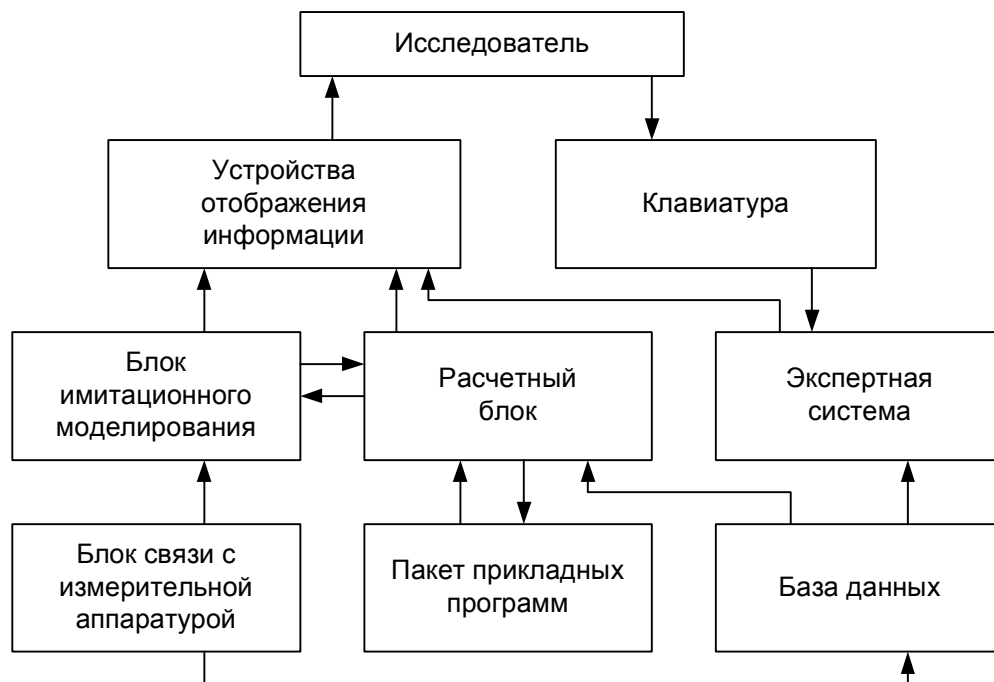 Исследователь
Устройства
отображения
информации
Клавиатура
Блок
имитационного
моделирования
Расчетный
блок
Экспертная
система
Блок связи с
измерительной
аппаратурой
Пакет прикладных
программ
База данных